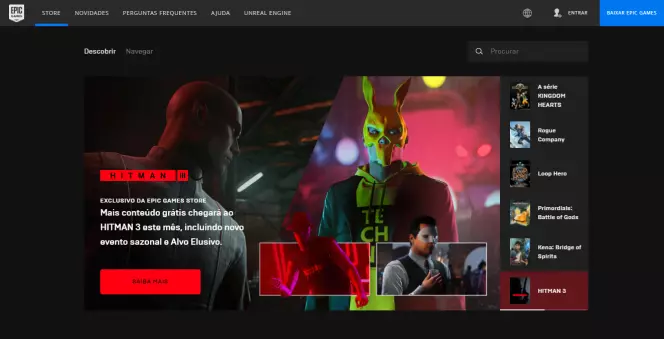 EPIC
GAMES
STORE
NOVIDADES
PERGUNTAS FREQUENTES
AJUDA
UNREAL ENGINE
ENTRAR
BAIXAR EPIC GAMES
Descobrir
Navegar
Procurar
HITMAN III
EXCLUSIVO DA EPIC GAMES STORE
Mais conteúdo grátis chegará ao
HITMAN 3 este mês, incluindo novo
evento sazonal e Alvo Elusivo.
SAIBA MAIS
TE
CH
A série
KINGDOM
HEARTS
Rogue
Company
Loop Hero
Primordials:
Battle of Gods
Kena: Bridge of
Spirits
HITMAN 3